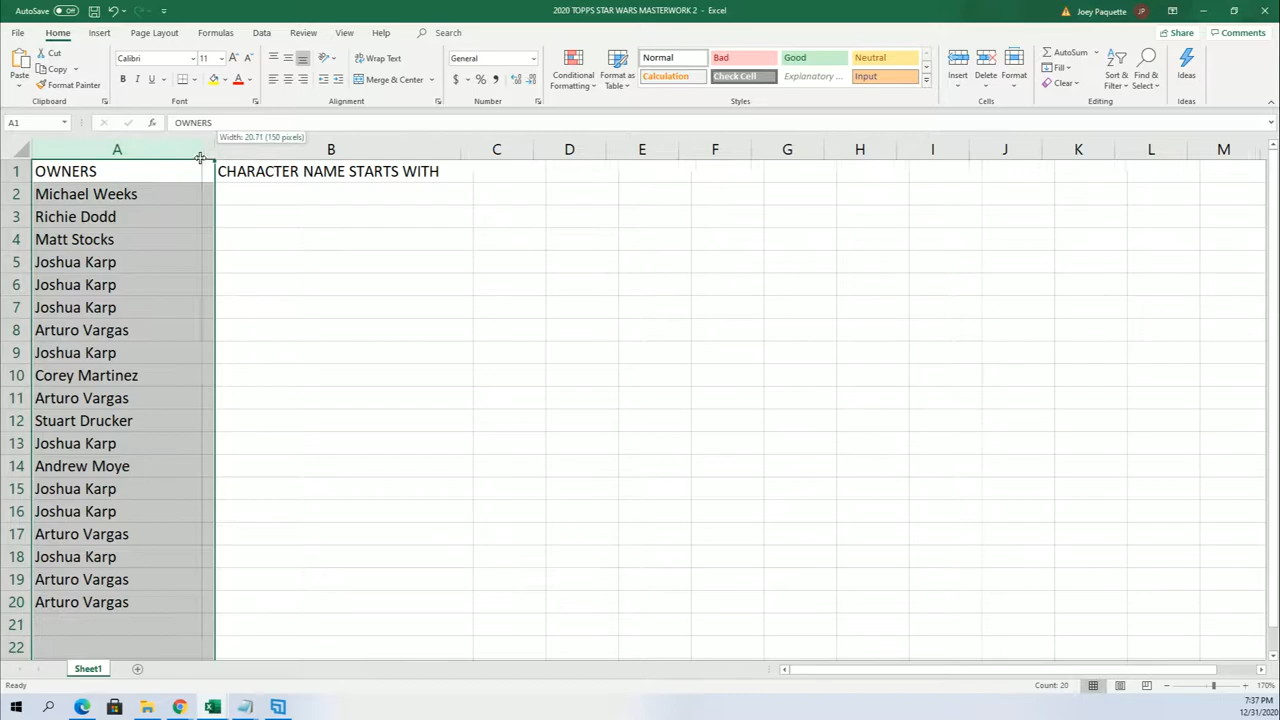 AutoSave Off
2020 TOPPS STAR WARS MASTERWORK 2 - Excel
Joey Paquette JP
File Home Insert Page Layout Formulas Data Review View Help Search Share Comments
Paste Cut Copy Format Painter Clipboard
Calibri 11 A A B I U A Font
Wrap Text Merge & Center Alignment
General $ % , Number
Conditional Formatting Format as Table
Normal Bad Good Neutral
Calculation Check Cell Explanatory ... Input
Styles
Insert Delete Format Cells
AutoSum Fill Clear Sort & Filter Find & Select Editing
Ideas Ideas
A1 fx OWNERS
Width: 20.71 (150 pixels)
A B C D E F G H I J K L M
1 OWNERS CHARACTER NAME STARTS WITH
2 Michael Weeks
3 Richie Dodd
4 Matt Stocks
5 Joshua Karp
6 Joshua Karp
7 Joshua Karp
8 Arturo Vargas
9 Joshua Karp
10 Corey Martinez
11 Arturo Vargas
12 Stuart Drucker
13 Joshua Karp
14 Andrew Moye
15 Joshua Karp
16 Joshua Karp
17 Arturo Vargas
18 Joshua Karp
19 Arturo Vargas
20 Arturo Vargas
21
22
Sheet1
Ready Count: 20 170%
7:37 PM
12/31/2020